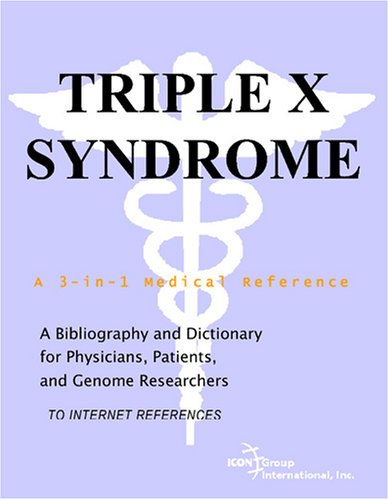 TRIPLE X
SYNDROME
A 3-in-1 Medical Reference
A Bibliography and Dictionary
for Physicians, Patients,
and Genome Researchers
TO INTERNET REFERENCES
ICON Group
International, Inc.